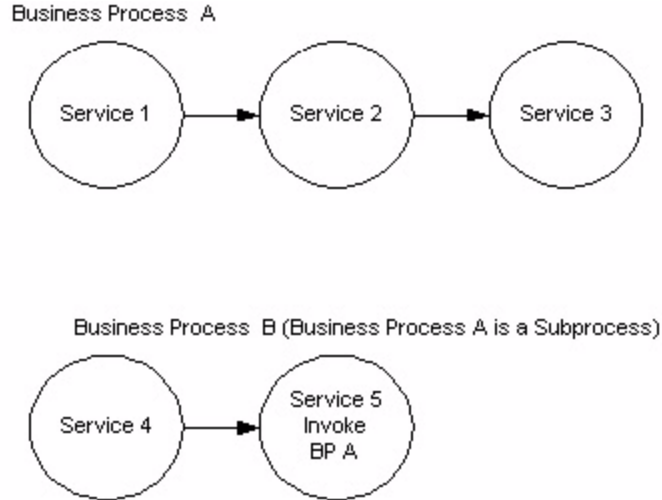 Business Process A
Service 1
Service 2
Service 3
Business Process B (Business Process A is a Subprocess)
Service 4
Service 5
Invoke
BP A